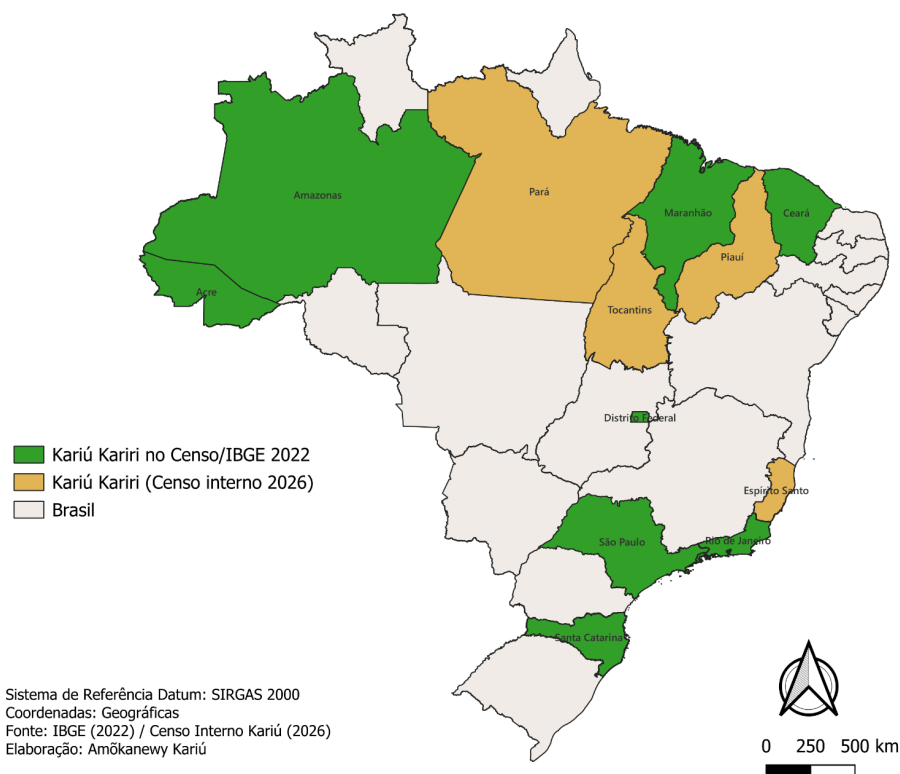 Amazonas
Pará
Maranhão
Ceará
Piauí
Acre
Tocantins
Distrito Federal
Kariú Kariri no Censo/IBGE 2022
Kariú Kariri (Censo interno 2026)
Brasil
Espírito Santo
São Paulo
Rio de Janeiro
Santa Catarina
Sistema de Referência Datum: SIRGAS 2000
Coordenadas: Geográficas
Fonte: IBGE (2022) / Censo Interno Kariú (2026)
Elaboração: Amõkanewy Kariú
0 250 500 km